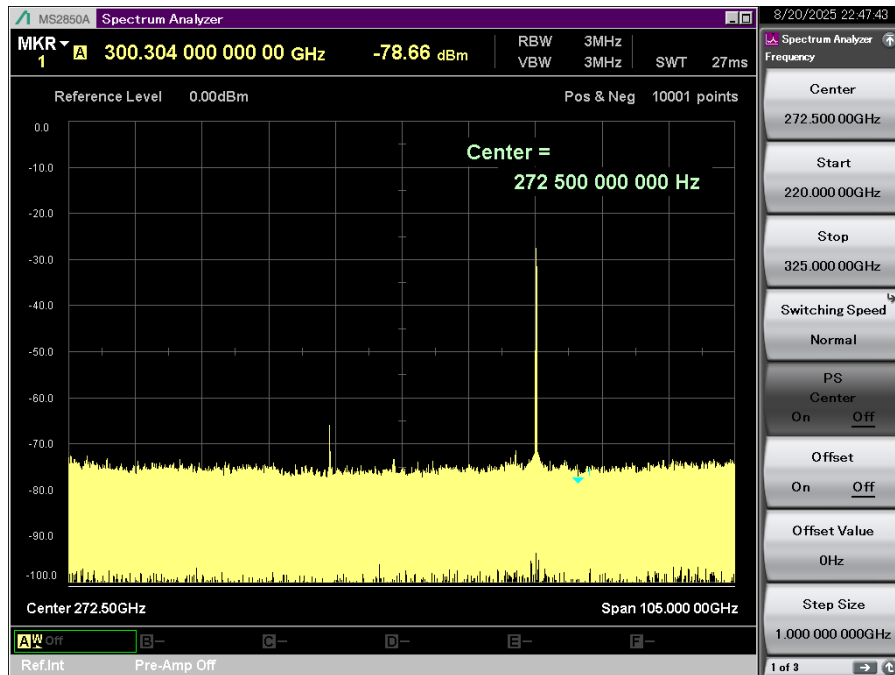 MS2850A Spectrum Analyzer
8/20/2025 22:47:43
MKR 1 A 300.304 000 000 00 GHz -78.66 dBm
RBW 3MHz
VBW 3MHz SWT 27ms
Reference Level 0.00dBm Pos & Neg 10001 points
0.0
-10.0
-20.0
-30.0
-40.0
-50.0
-60.0
-70.0
-80.0
-90.0
-100.0
Center =
272 500 000 000 Hz
Center 272.50GHz Span 105.000 00GHz
A W Off B- C- D- E- F-
Ref.Int Pre-Amp Off
Spectrum Analyzer
Frequency
Center
272.500 00GHz
Start
220.000 00GHz
Stop
325.000 00GHz
Switching Speed
Normal
PS
Center
On Off
Offset
On Off
Offset Value
0Hz
Step Size
1.000 000 000GHz
1 of 3